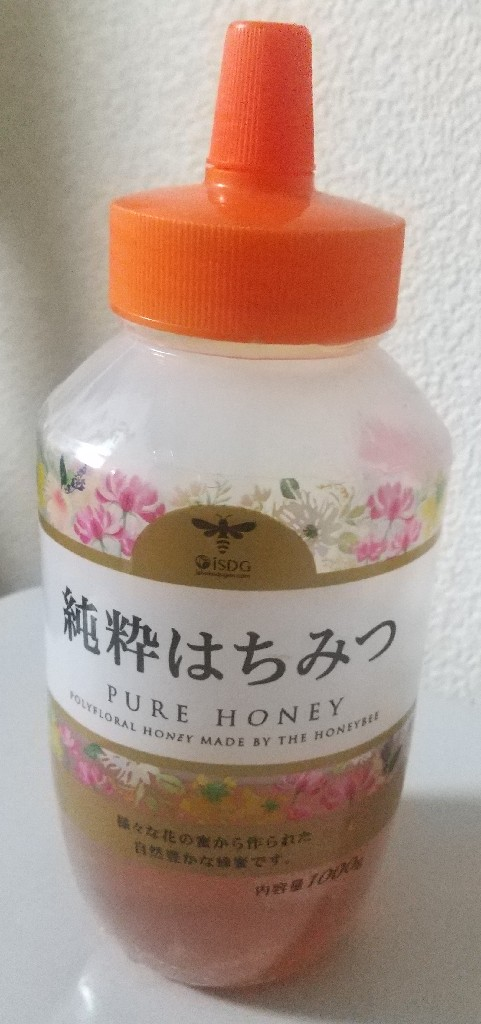 iSDG
純粋はちみつ
PURE HONEY
POLYFLORAL HONEY MADE BY THE HONEYBEE
様々な花の蜜から作られた
自然豊かな蜂蜜です。
内容量1000g